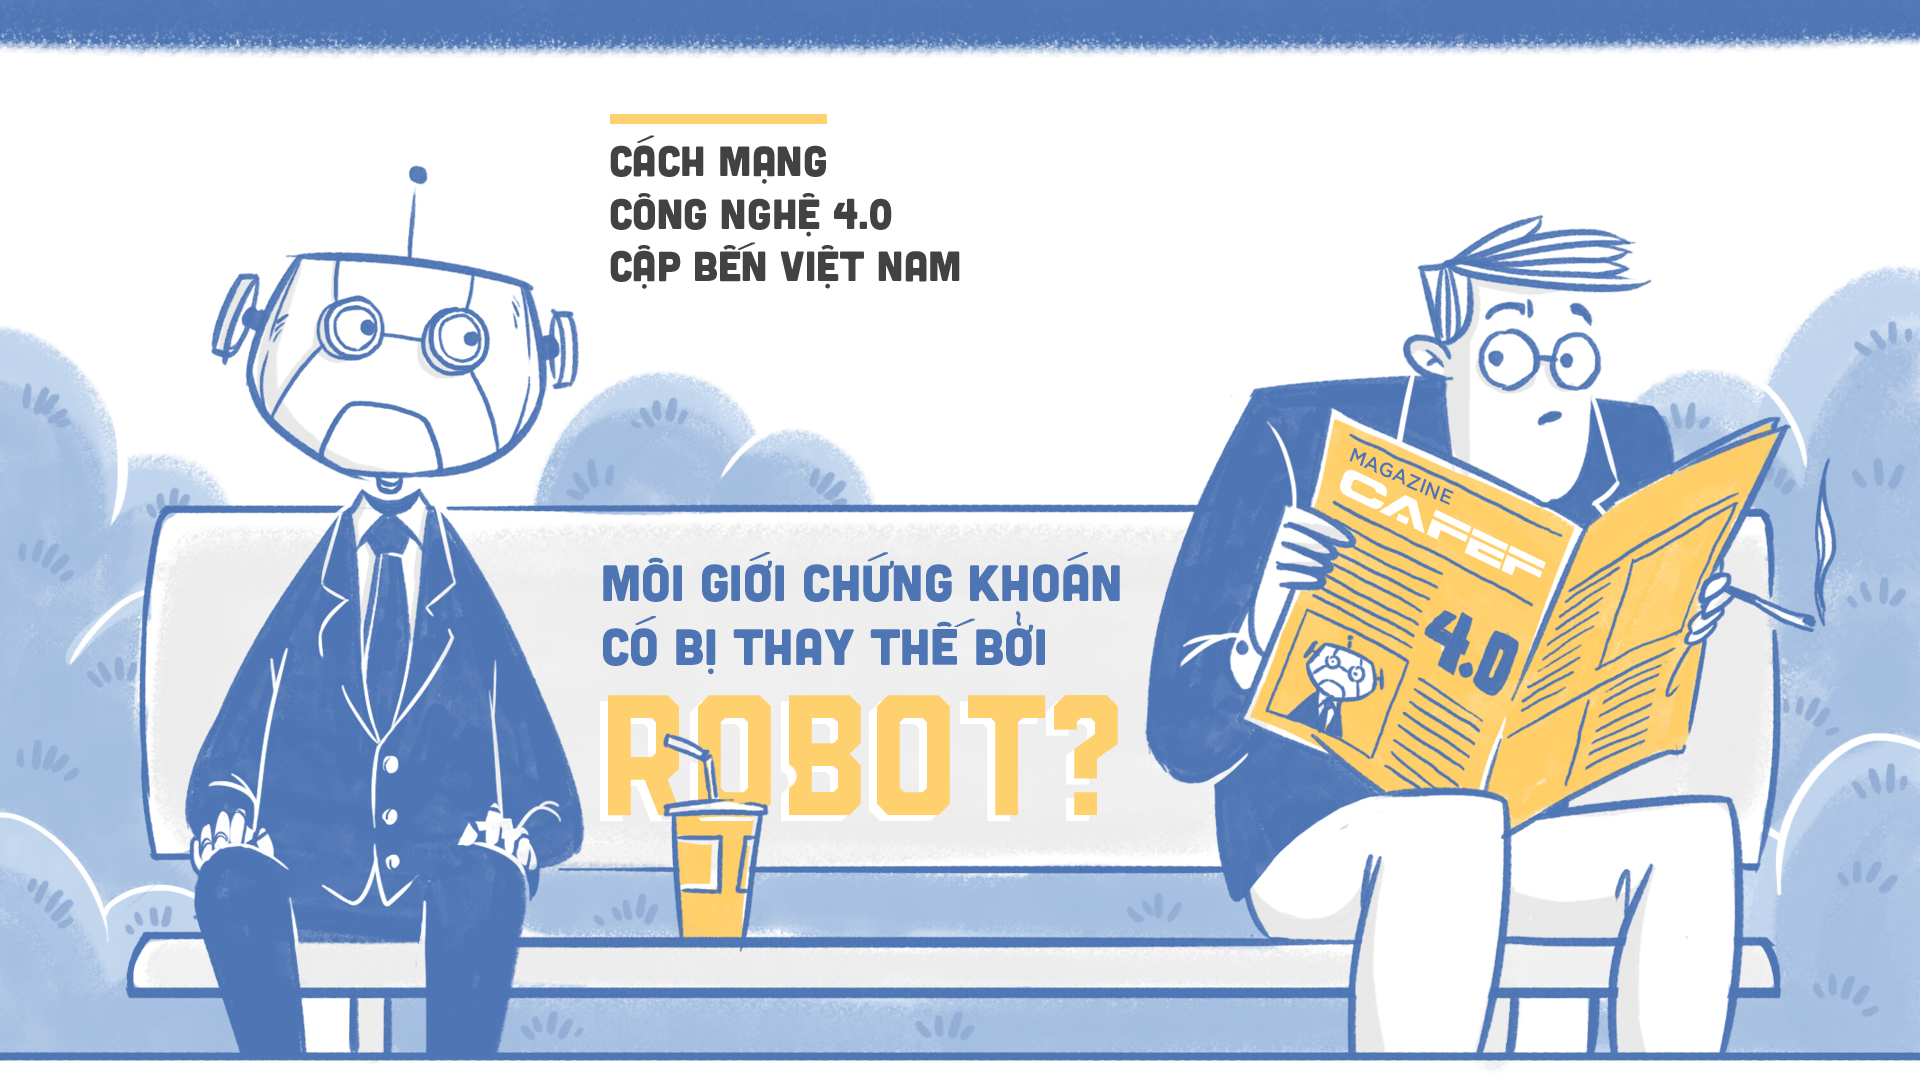 CÁCH MẠNG
CÔNG NGHỆ 4.0
CẬP BẾN VIỆT NAM
MÔI GIỚI CHỨNG KHOÁN
CÓ BỊ THAY THẾ BỞI
ROBOT?
MAGAZINE
CAFEF
4.0